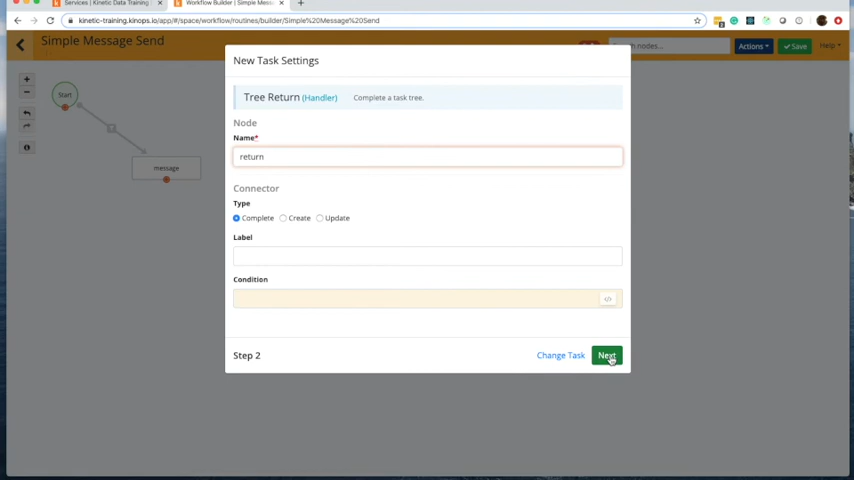 Services | Kinetic Data Training
Workflow Builder | Simple Mess
kinetic-training.kinops.io/app/#/space/workflow/routines/builder/Simple%20Message%20Send
Simple Message Send
h nodes...
Actions
Save
Help
Start
message
New Task Settings
Tree Return (Handler) Complete a task tree.
Node
Name*
return
Connector
Type
Complete Create Update
Label
Condition
</>
Step 2
Change Task
Next